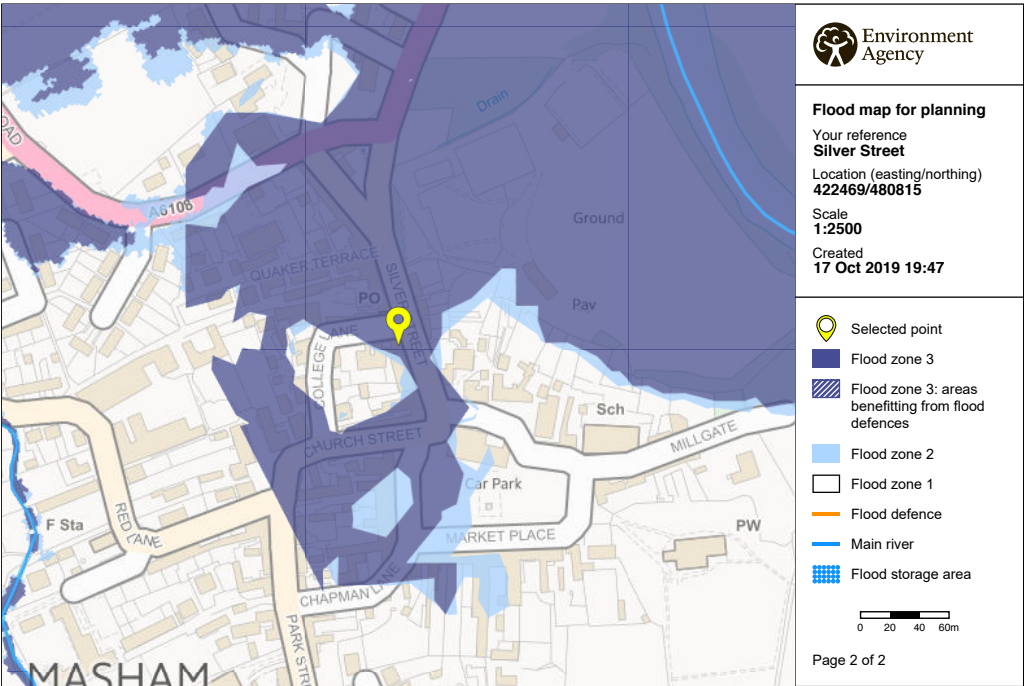 Drain
OAD
A6108
Ground
QUAKER TERRACE
SILVER STREET
PO
Pav
COLLEGE LANE
Sch
CHURCH STREET
MILLGATE
Car Park
F Sta
RED LANE
MARKET PLACE
PW
CHAPMAN LANE
PARK STR
MASHAM
Environment
Agency
Flood map for planning
Your reference
Silver Street
Location (easting/northing)
422469/480815
Scale
1:2500
Created
17 Oct 2019 19:47
Selected point
Flood zone 3
Flood zone 3: areas
benefitting from flood
defences
Flood zone 2
Flood zone 1
Flood defence
Main river
Flood storage area
0 20 40 60m
Page 2 of 2